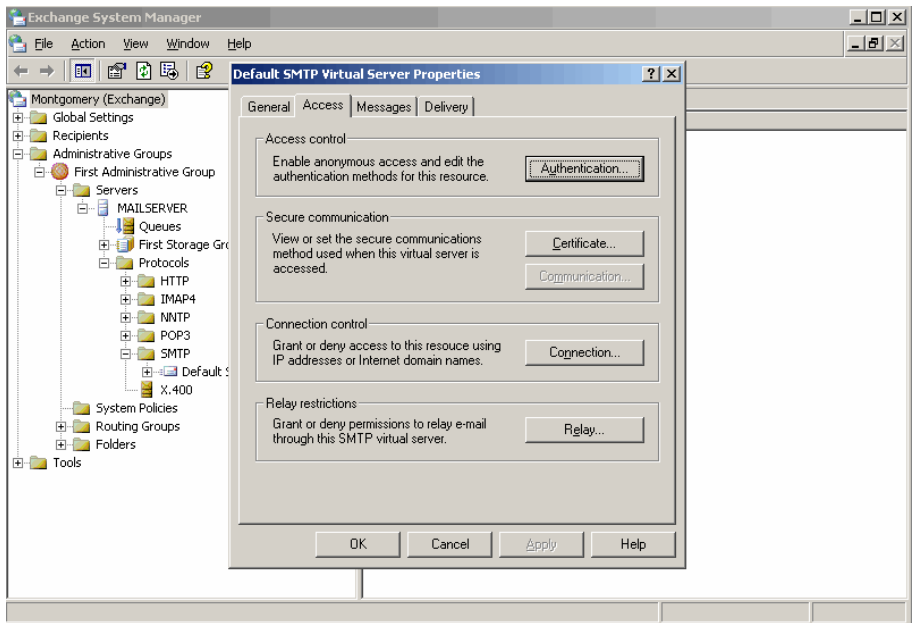 Exchange System Manager
File Action View Window Help
Montgomery (Exchange)
Global Settings
Recipients
Administrative Groups
First Administrative Group
Servers
MAILSERVER
Queues
First Storage Gro
Protocols
HTTP
IMAP4
NNTP
POP3
SMTP
Default S
X.400
System Policies
Routing Groups
Folders
Tools
Default SMTP Virtual Server Properties
General Access Messages Delivery
Access control
Enable anonymous access and edit the
authentication methods for this resource.
Authentication...
Secure communication
View or set the secure communications
method used when this virtual server is
accessed.
Certificate...
Communication...
Connection control
Grant or deny access to this resouce using
IP addresses or Internet domain names.
Connection...
Relay restrictions
Grant or deny permissions to relay e-mail
through this SMTP virtual server.
Relay...
OK Cancel Apply Help